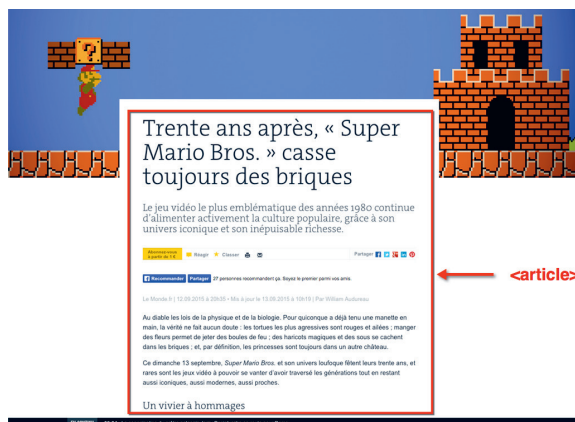 ?
Trente ans après, « Super
Mario Bros. » casse
toujours des briques
Le jeu vidéo le plus emblématique des années 1980 continue
d'alimenter activement la culture populaire, grâce à son
univers iconique et son inépuisable richesse.
Abonnez-vous
à partir de 1 €
Réagir Classer
Partager
Recommander Partager 27 personnes recommandent ça. Soyez le premier parmi vos amis.
Le Monde.fr | 12.09.2015 à 20h05 • Mis à jour le 13.09.2015 à 10h16 | Par William Audureau
Au diable les lois de la physique et de la biologie. Pour quiconque a déjà tenu une manette en
main, la vérité ne fait aucun doute : les tortues les plus agressives sont rouges et ailées ; manger
des fleurs permet de jeter des boules de feu ; des haricots magiques et des sous se cachent
dans les briques ; et, par définition, les princesses sont toujours dans un autre château.
Ce dimanche 13 septembre, Super Mario Bros. et son univers loufoque fêtent leurs trente ans, et
rares sont les jeux vidéo à pouvoir se vanter d'avoir traversé les générations tout en restant
aussi iconiques, aussi modernes, aussi proches.
Un vivier à hommages
<article>